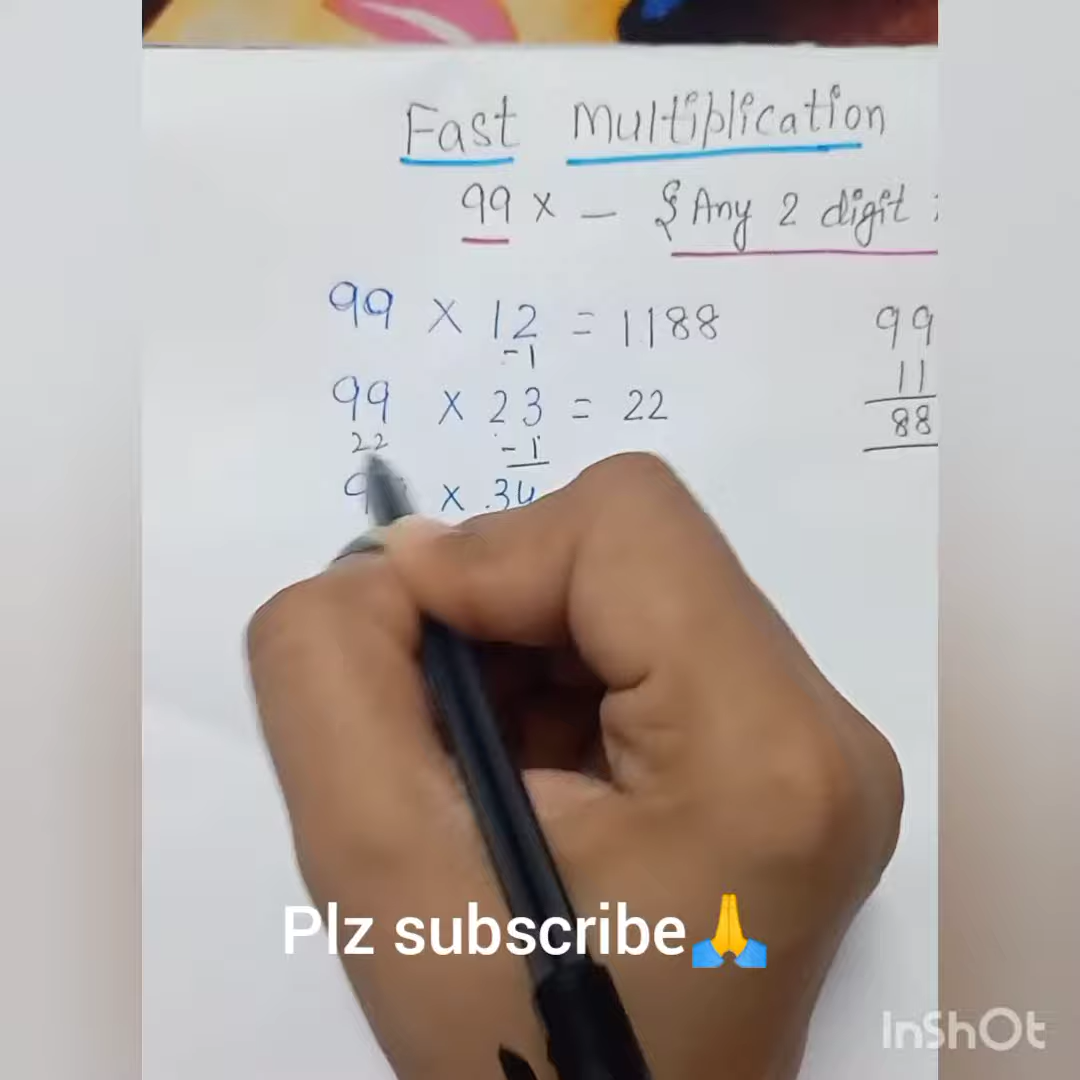 Fast Multiplication
99 × – { Any 2 digit
99 × 12 = 1188
-1
99 × 23 = 22
22 -1
9 × 34
99
11
88
Plz subscribe🙏
InShOt